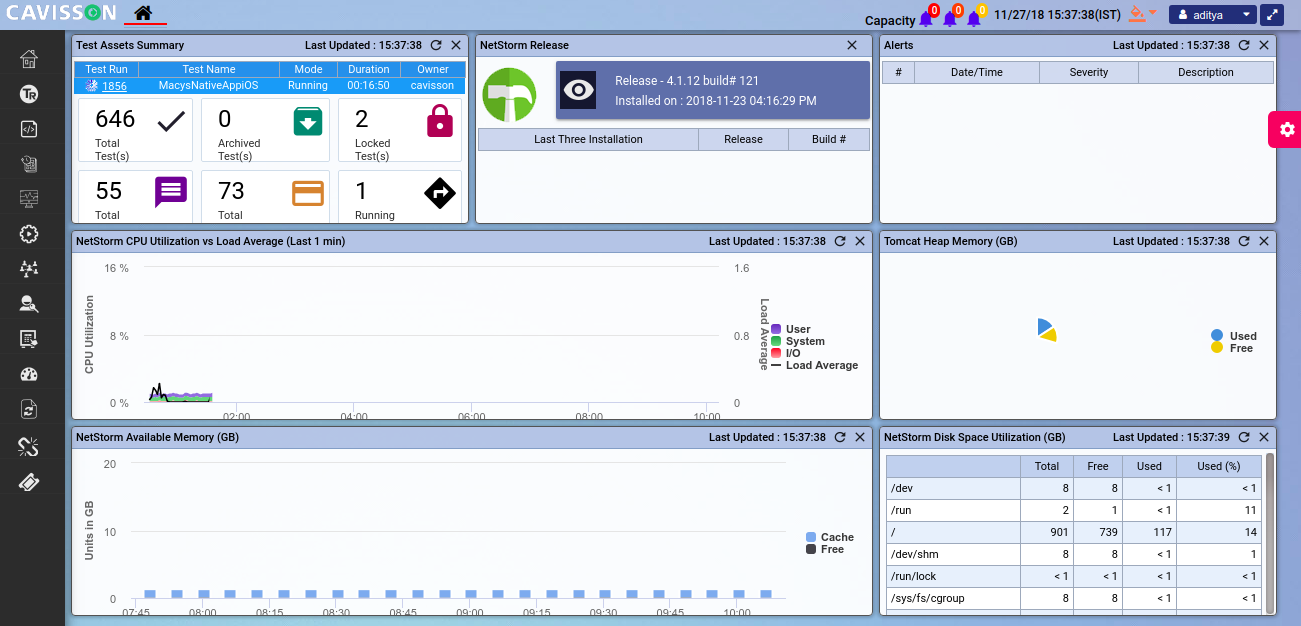 CAVISSON
Capacity 0 0 0 11/27/18 15:37:38(IST) aditya
Test Assets Summary Last Updated : 15:37:38
Test Run Test Name Mode Duration Owner
1856 MacysNativeAppiOS Running 00:16:50 cavisson
646 0 2
Total Archived Locked
Test(s) Test(s) Test(s)
55 73 1
Total Total Running
NetStorm Release
Release - 4.1.12 build# 121
Installed on : 2018-11-23 04:16:29 PM
Last Three Installation Release Build #
Alerts Last Updated : 15:37:38
# Date/Time Severity Description
TR
NetStorm CPU Utilization vs Load Average (Last 1 min) Last Updated : 15:37:38
CPU Utilization
16 %
8 %
0 %
1.6
0.8
0
Load Average
02:00 04:00 06:00 08:00 10:00
User
System
I/O
Load Average
Tomcat Heap Memory (GB) Last Updated : 15:37:38
Used
Free
NetStorm Available Memory (GB) Last Updated : 15:37:38
Units in GB
20
10
0
07:45 08:00 08:15 08:30 08:45 09:00 09:15 09:30 09:45 10:00
Cache
Free
NetStorm Disk Space Utilization (GB) Last Updated : 15:37:39
Total Free Used Used (%)
/dev 8 8 < 1 < 1
/run 2 1 < 1 11
/ 901 739 117 14
/dev/shm 8 8 < 1 1
/run/lock < 1 < 1 < 1 < 1
/sys/fs/cgroup 8 8 < 1 < 1